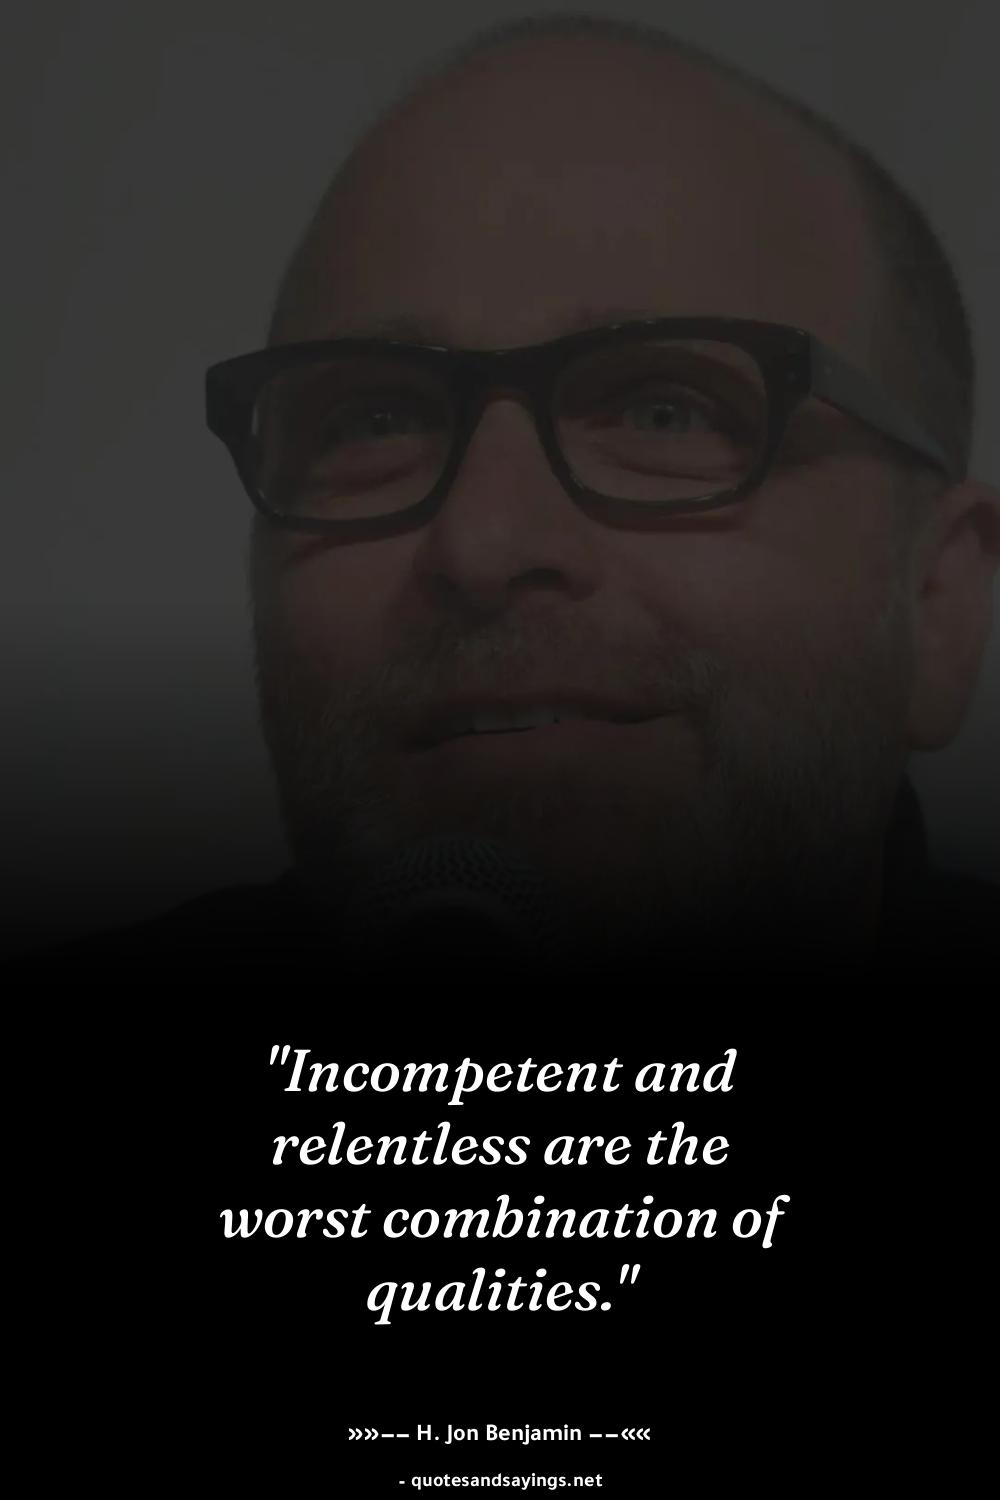 "Incompetent and
relentless are the
worst combination of
qualities."
»»−− H. Jon Benjamin −−««
- quotesandsayings.net